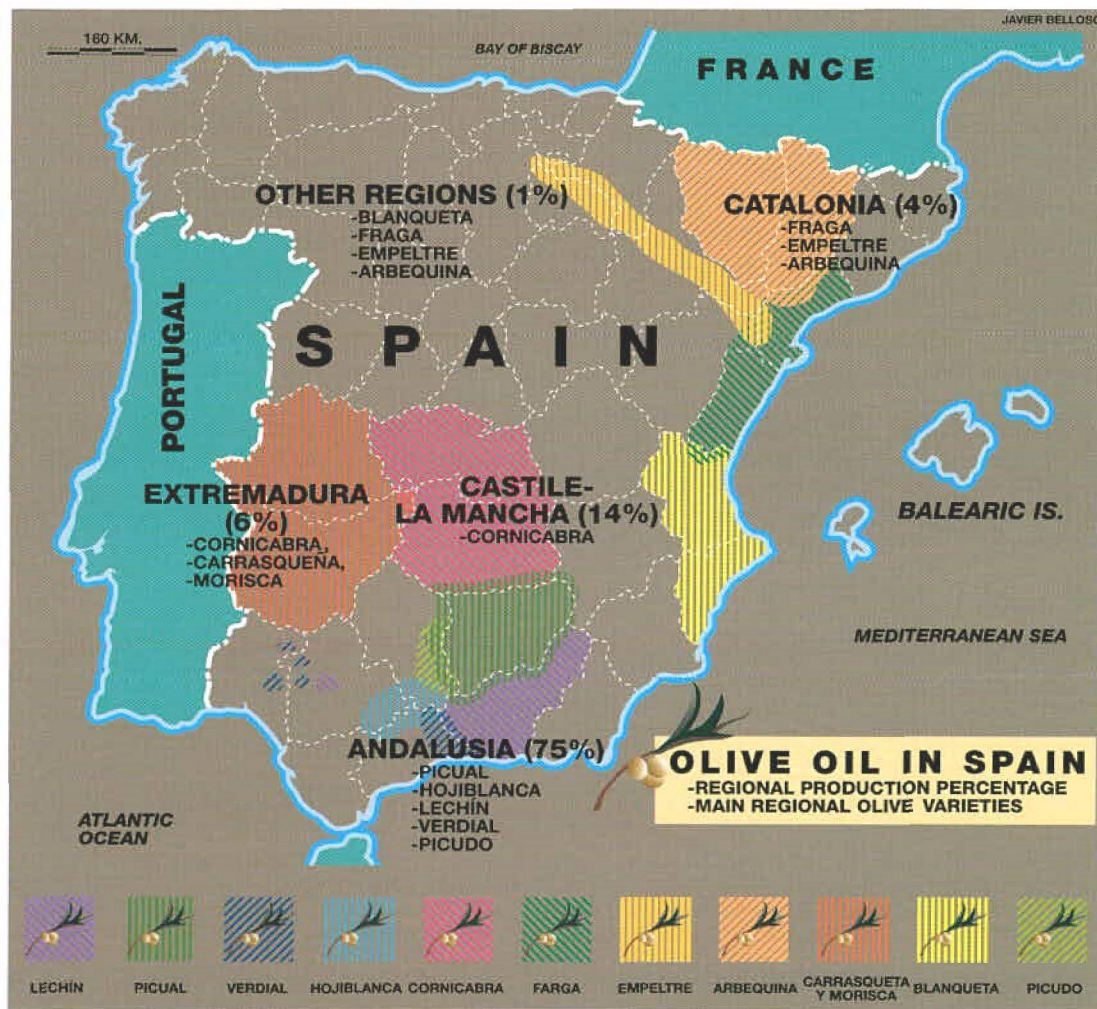 JAVIER BELLOSO
160 KM.
BAY OF BISCAY
FRANCE
OTHER REGIONS (1%)
-BLANQUETA
-FRAGA
-EMPELTRE
-ARBEQUINA
CATALONIA (4%)
-FRAGA
-EMPELTRE
-ARBEQUINA
SPAIN
PORTUGAL
EXTREMADURA
(6%)
-CORNICABRA,
-CARRASQUEÑA,
-MORISCA
CASTILE-
LA MANCHA (14%)
-CORNICABRA
BALEARIC IS.
MEDITERRANEAN SEA
ANDALUSIA (75%)
-PICUAL
-HOJIBLANCA
-LECHÍN
-VERDIAL
-PICUDO
OLIVE OIL IN SPAIN
-REGIONAL PRODUCTION PERCENTAGE
-MAIN REGIONAL OLIVE VARIETIES
ATLANTIC
OCEAN
LECHÍN
PICUAL
VERDIAL
HOJIBLANCA
CORNICABRA
FARGA
EMPELTRE
ARBEQUINA
CARRASQUETA
Y MORISCA
BLANQUETA
PICUDO